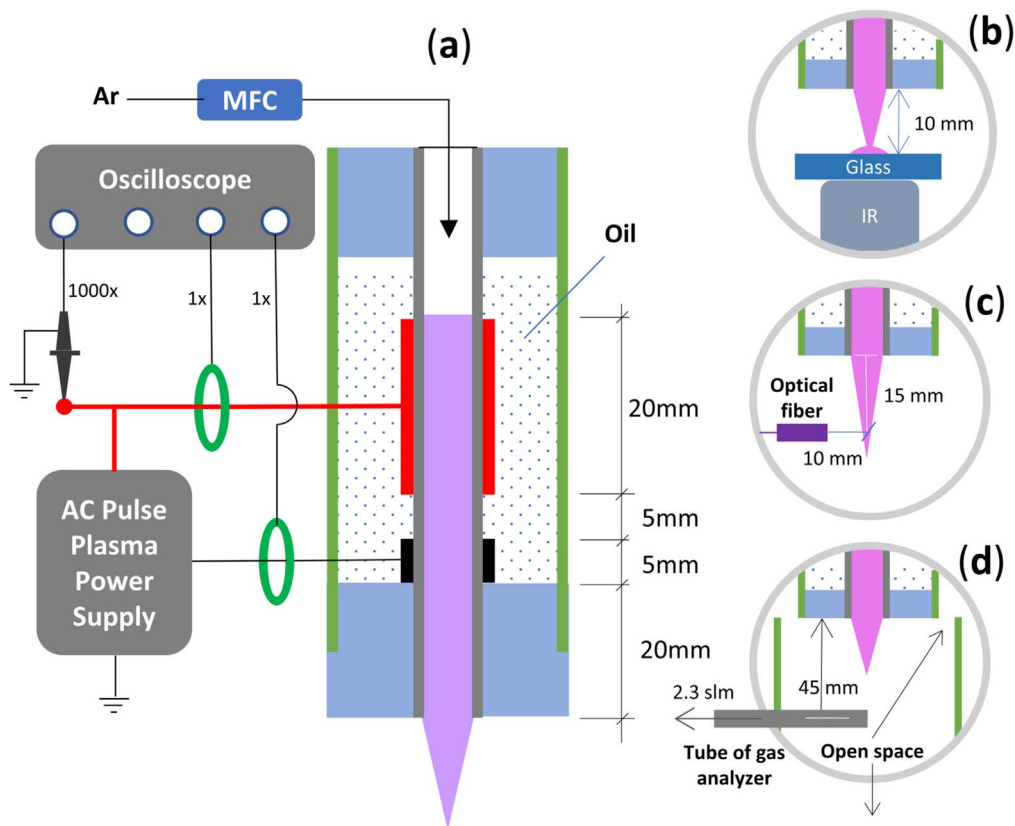 (a)
Ar
MFC
Oscilloscope
1000x
1x
1x
Oil
20mm
5mm
5mm
20mm
AC Pulse
Plasma
Power
Supply
(b)
10 mm
Glass
IR
(c)
Optical
fiber
15 mm
10 mm
(d)
2.3 slm
45 mm
Tube of gas
analyzer
Open space